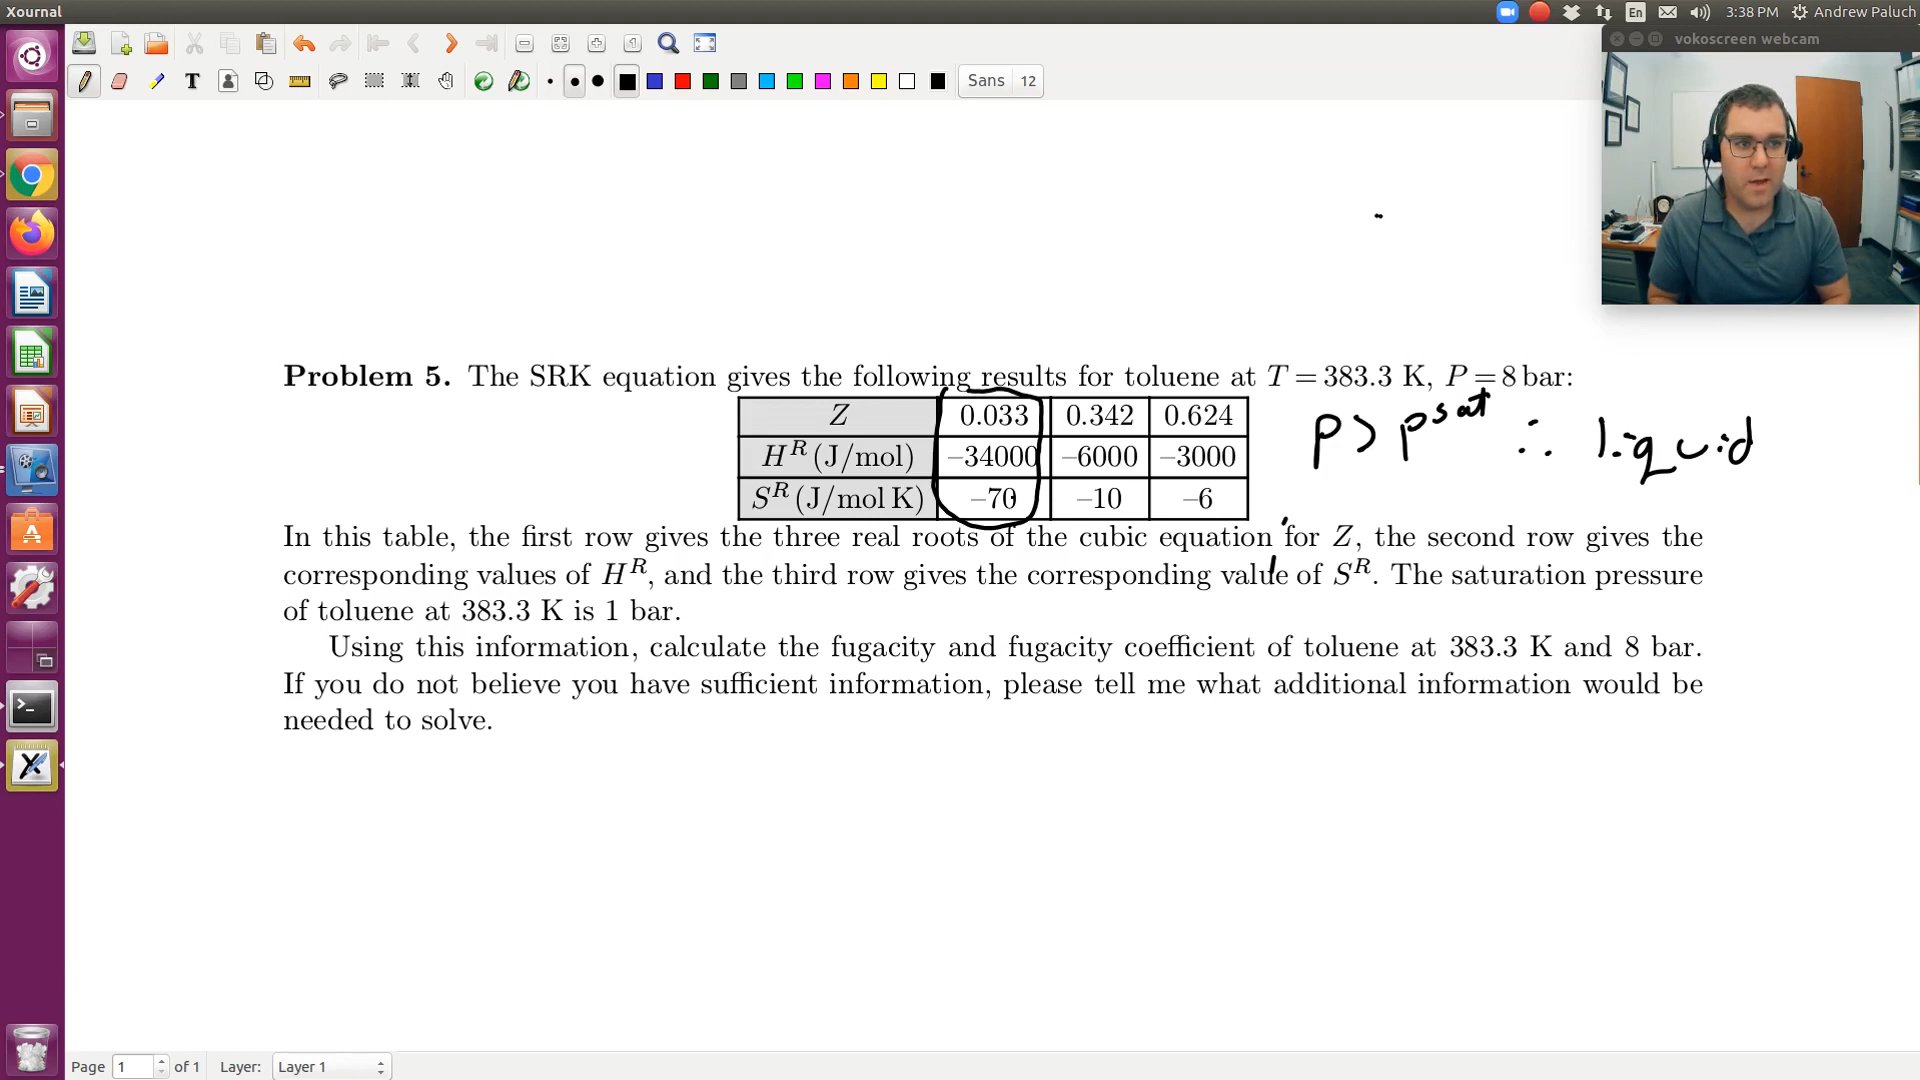 Xournal
En
3:38 PM
Andrew Paluch
vokoscreen webcam
T
Sans 12
Problem 5. The SRK equation gives the following results for toluene at T = 383.3 K, P = 8 bar:
Z 0.033 0.342 0.624
H^R (J/mol) –34000 –6000 –3000
S^R (J/mol K) –70 –10 –6
P > P^sat ∴ liquid
In this table, the first row gives the three real roots of the cubic equation for Z, the second row gives the
corresponding values of H^R, and the third row gives the corresponding value of S^R. The saturation pressure
of toluene at 383.3 K is 1 bar.
Using this information, calculate the fugacity and fugacity coefficient of toluene at 383.3 K and 8 bar.
If you do not believe you have sufficient information, please tell me what additional information would be
needed to solve.
Page 1 of 1 Layer: Layer 1